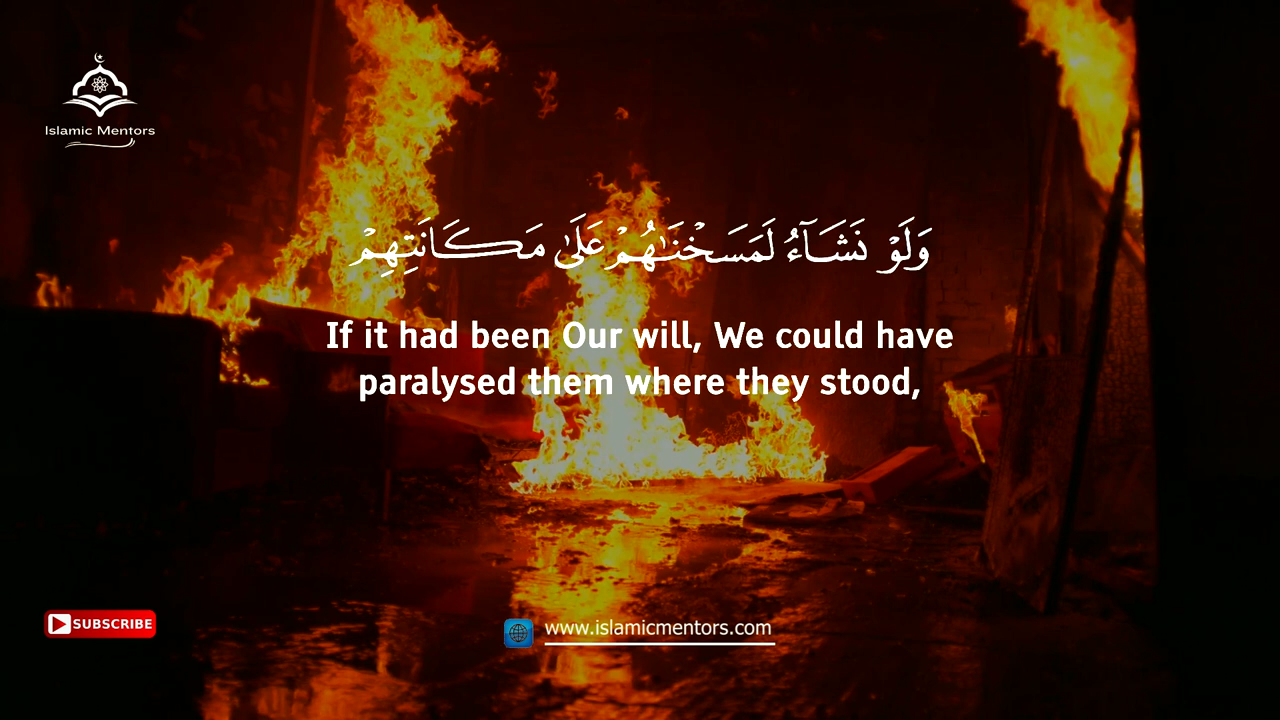 Islamic Mentors
وَلَوْ نَشَآءُ لَمَسَخْنَٰهُمْ عَلَىٰ مَكَانَتِهِمْ
If it had been Our will, We could have
paralysed them where they stood,
SUBSCRIBE
www.islamicmentors.com